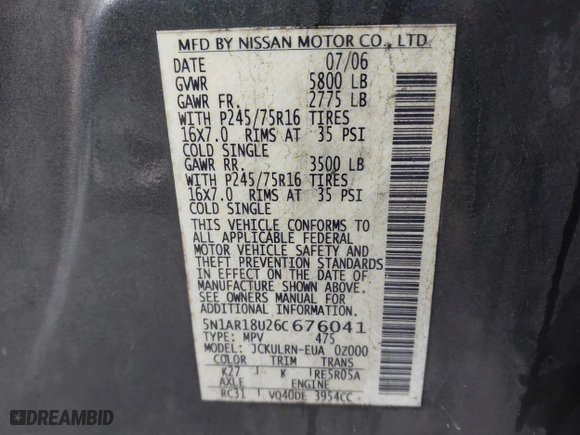 MFD BY NISSAN MOTOR CO., LTD
DATE 07/06
GVWR 5800 LB
GAWR FR. 2775 LB
WITH P245/75R16 TIRES
16X7.0 RIMS AT 35 PSI
COLD SINGLE
GAWR RR. 3500 LB
WITH P245/75R16 TIRES
16X7.0 RIMS AT 35 PSI
COLD SINGLE
THIS VEHICLE CONFORMS TO
ALL APPLICABLE FEDERAL
MOTOR VEHICLE SAFETY AND
THEFT PREVENTION STANDARDS
IN EFFECT ON THE DATE OF
MANUFACTURE SHOWN ABOVE.
SEE OWNERS MANUAL FOR
ADDITIONAL INFORMATION.
5N1AR18U26C676041
TYPE: MPV 475
MODEL: JCKULRN-EUA 0Z000
COLOR TRIM TRANS
K27 K RE5R05A
AXLE ENGINE
RC31 VQ40DE 3954CC
DREAMBID